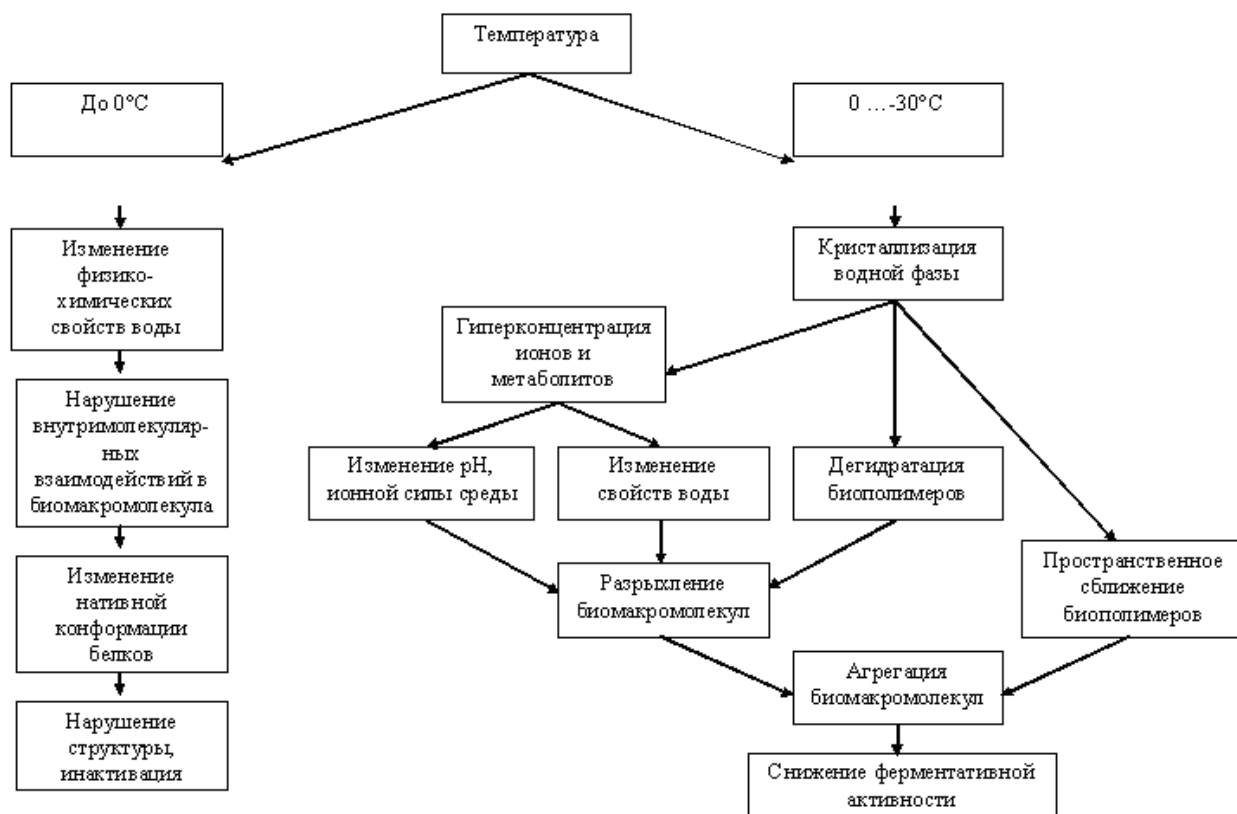 Температура
До 0°С
0 …-30°С
Изменение
физико-
химических
свойств воды
Кристаллизация
водной фазы
Гиперконцентрация
ионов и
метаболитов
Нарушение
внутримолекуляр-
ных
взаимодействий в
биомакромолекула
Изменение рН,
ионной силы среды
Изменение
свойств воды
Дегидратация
биополимеров
Изменение
нативной
конформации
белков
Разрыхление
биомакромолекул
Пространственное
сближение
биополимеров
Нарушение
структуры,
инактивация
Агрегация
биомакромолекул
Снижение ферментативной
активности